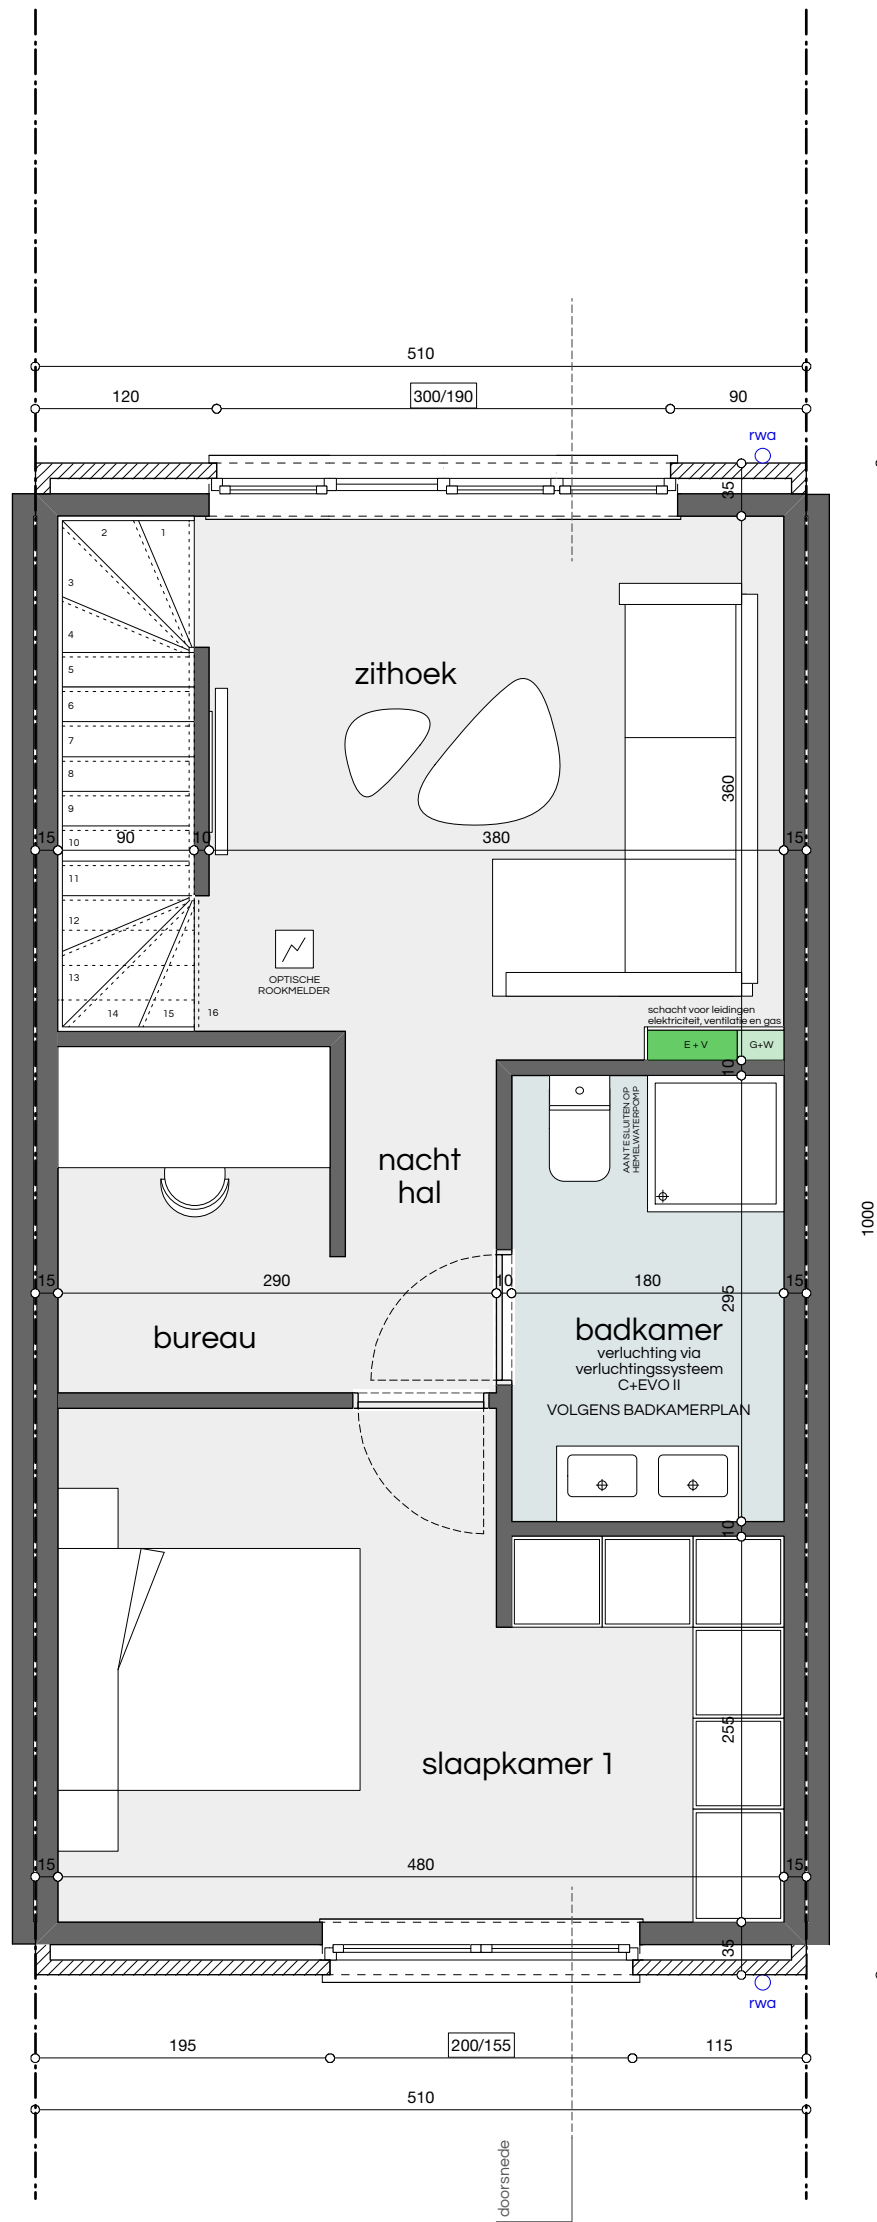 510
120
300/190
90
rwa
35
2
1
3
4
5
6
7
8
9
10
11
12
13
14
15
16
zithoek
360
15
90
10
380
15
OPTISCHE
ROOKMELDER
schacht voor leidingen
elektriciteit, ventilatie en gas
E + V
G+W
10
AAN TE SLUITEN OP
HEMELWATERPOMP
nacht
hal
1000
15
290
10
180
15
295
bureau
badkamer
verluchting via
verluchtingssysteem
C+EVO II
VOLGENS BADKAMERPLAN
10
255
slaapkamer 1
15
480
15
35
rwa
195
200/155
115
510
doorsnede